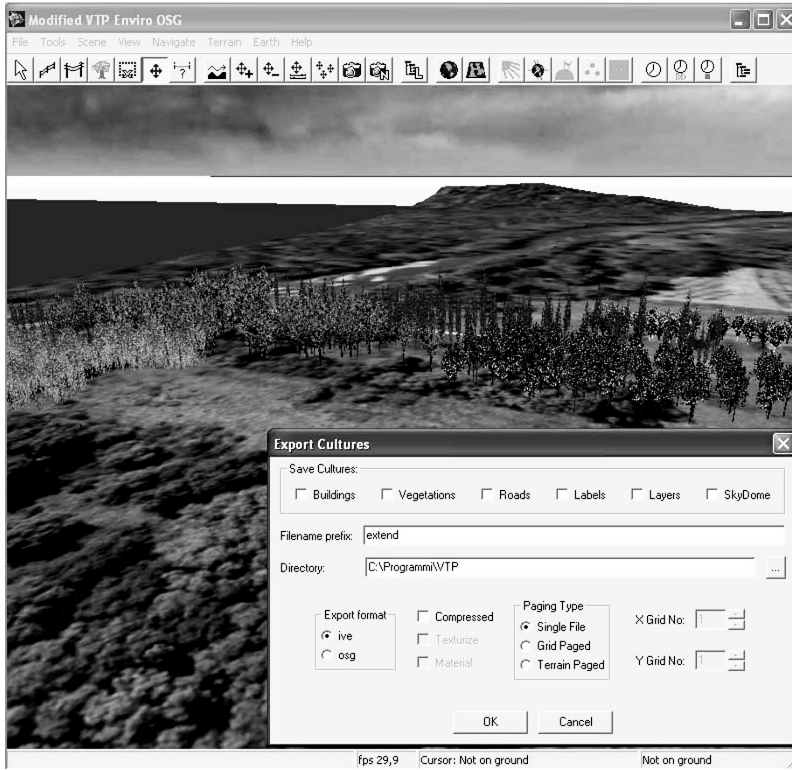 Modified VTP Enviro OSG
File Tools Scene View Navigate Terrain Earth Help
Export Cultures
Save Cultures:
Buildings Vegetations Roads Labels Layers SkyDome
Filename prefix: extend
Directory: C:\Programmi\VTP ...
Export format
ive
osg
Compressed
Texturize
Material
Paging Type
Single File
Grid Paged
Terrain Paged
X Grid No: 1
Y Grid No: 1
OK Cancel
fps 29,9 Cursor: Not on ground Not on ground